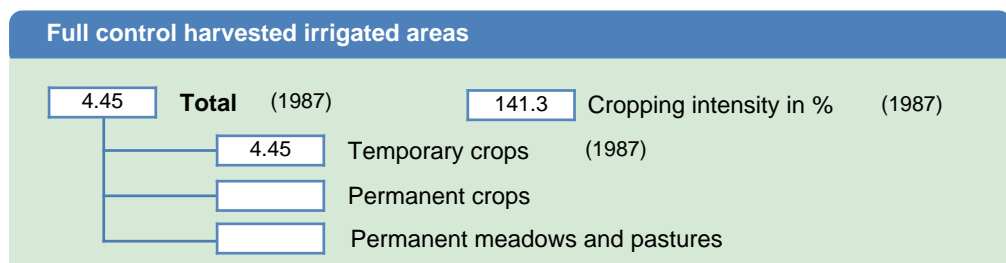 Full control harvested irrigated areas
4.45 Total (1987) 141.3 Cropping intensity in % (1987)
4.45 Temporary crops (1987)
Permanent crops
Permanent meadows and pastures